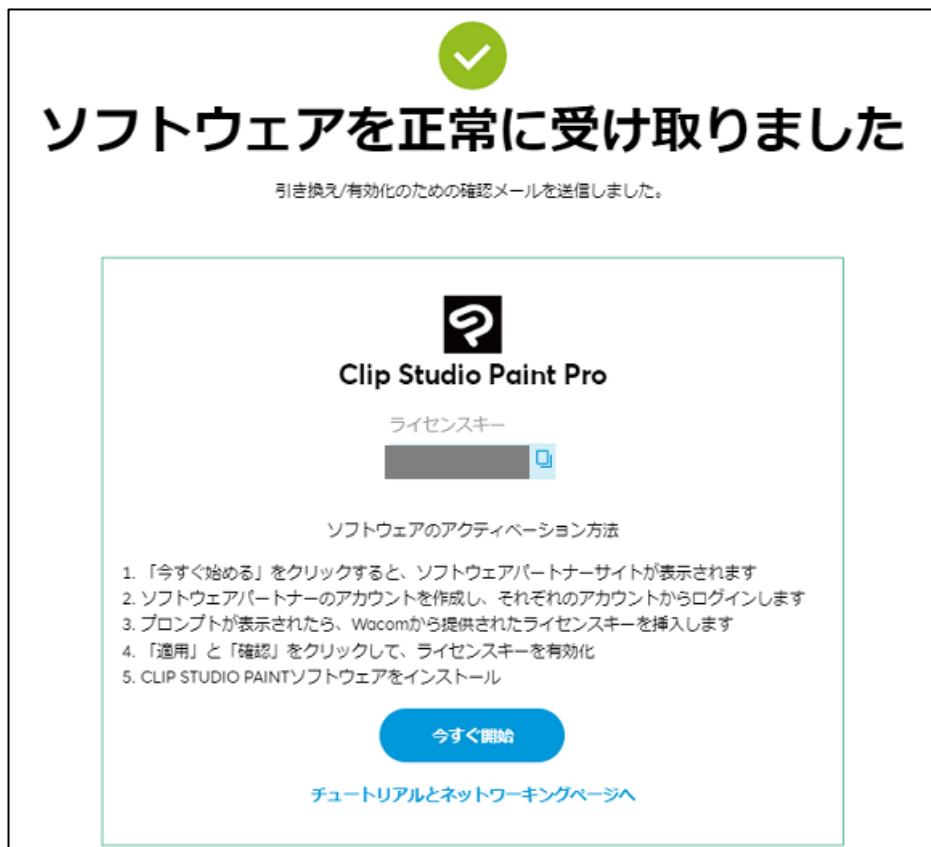 ソフトウェアを正常に受け取りました
引き換え/有効化のための確認メールを送信しました。
Clip Studio Paint Pro
ライセンスキー
ソフトウェアのアクティベーション方法
1. 「今すぐ始める」をクリックすると、ソフトウェアパートナーサイトが表示されます
2. ソフトウェアパートナーのアカウントを作成し、それぞれのアカウントからログインします
3. プロンプトが表示されたら、Wacomから提供されたライセンスキーを挿入します
4. 「適用」と「確認」をクリックして、ライセンスキーを有効化
5. CLIP STUDIO PAINTソフトウェアをインストール
今すぐ開始
チュートリアルとネットワーキングページへ